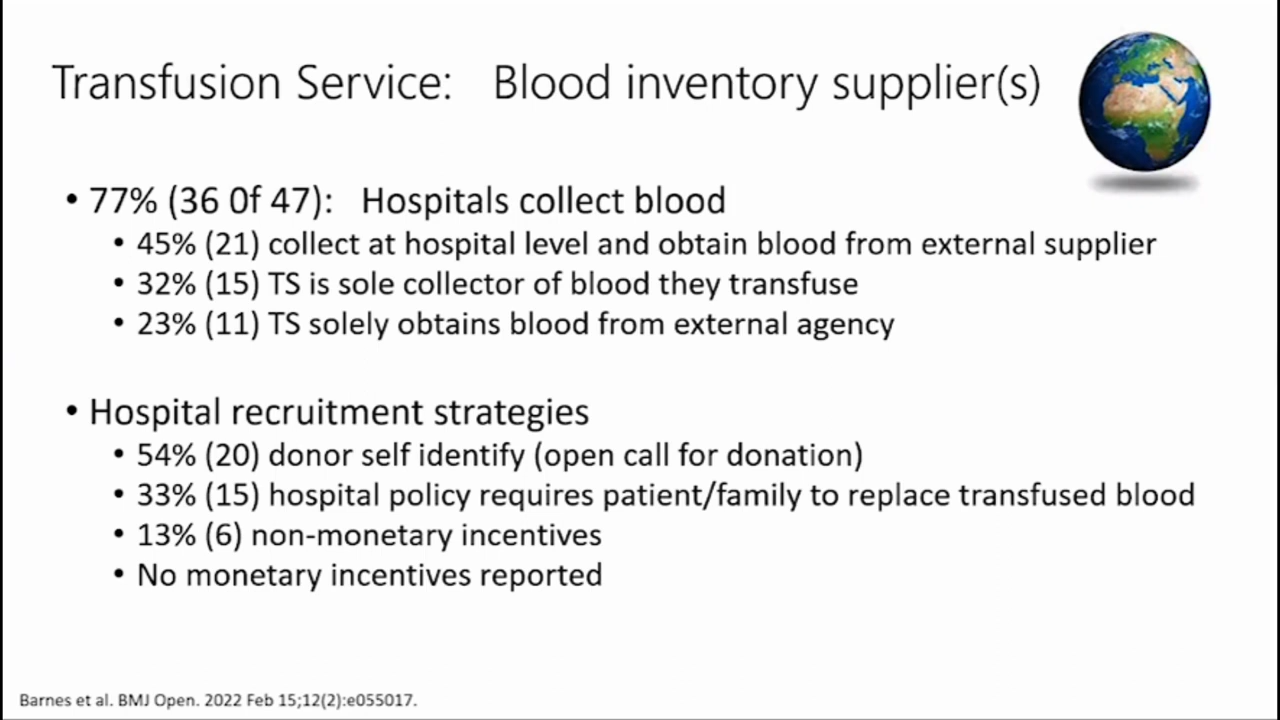 Transfusion Service: Blood inventory supplier(s)
• 77% (36 0f 47): Hospitals collect blood
• 45% (21) collect at hospital level and obtain blood from external supplier
• 32% (15) TS is sole collector of blood they transfuse
• 23% (11) TS solely obtains blood from external agency
• Hospital recruitment strategies
• 54% (20) donor self identify (open call for donation)
• 33% (15) hospital policy requires patient/family to replace transfused blood
• 13% (6) non-monetary incentives
• No monetary incentives reported
Barnes et al. BMJ Open. 2022 Feb 15;12(2):e055017.